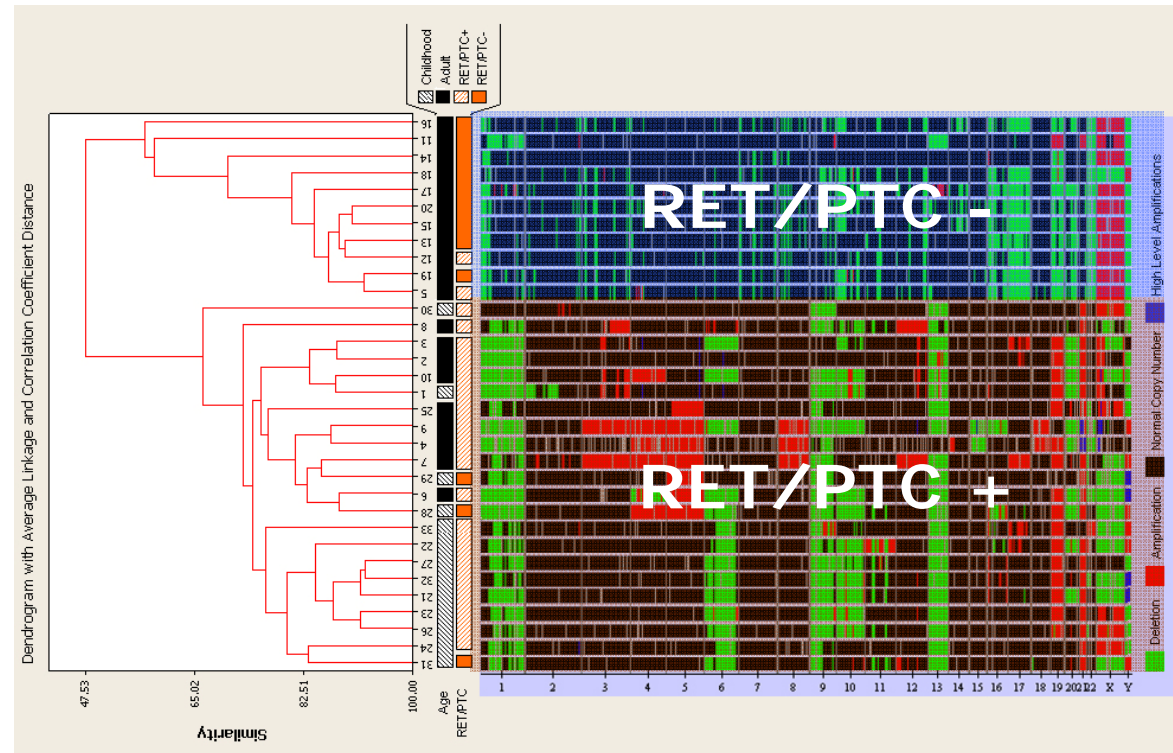 Dendrogram with Average Linkage and Correlation Coefficient Distance
Similarity
47.53
65.02
82.51
100.00
Childhood
Adult
RET/PTC+
RET/PTC-
Age
RET/PTC
16
11
14
18
17
20
15
13
12
19
5
30
8
3
2
10
1
25
9
4
7
29
6
28
33
22
27
32
21
23
26
24
31
RET/PTC -
RET/PTC +
1 2 3 4 5 6 7 8 9 10 11 12 13 14 15 16 17 18 19 20 21 22 X Y
Deletion
Amplification
Normal Copy Number
High Level Amplifications